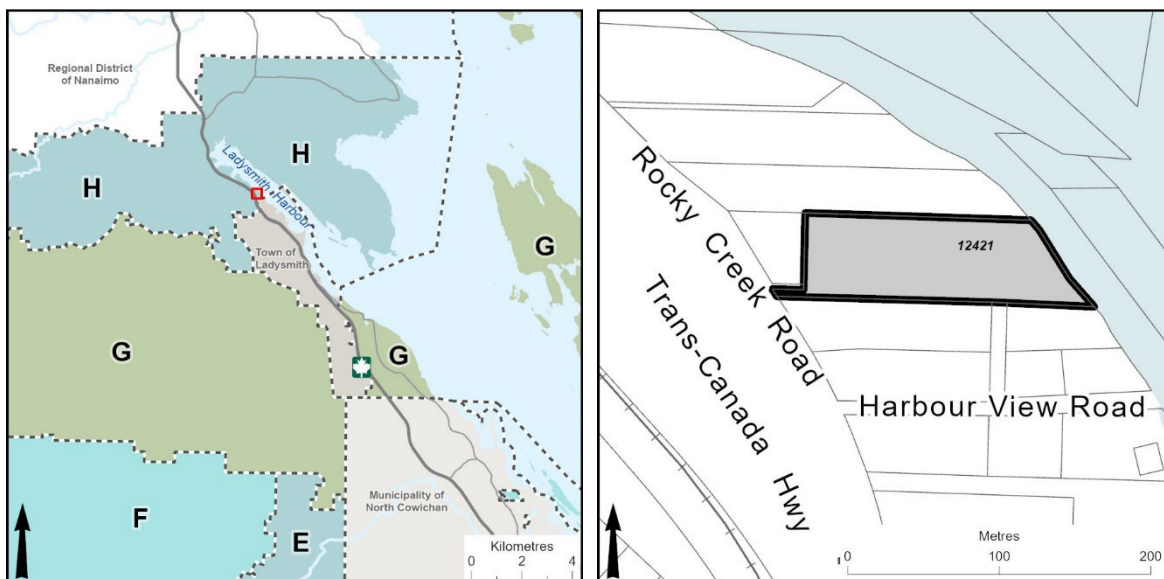 Regional District
of Nanaimo
H
H
Ladysmith Harbour
G
Town of
Ladysmith
G
G
F
E
Municipality of
North Cowichan
Kilometres
0 2 4
Rocky Creek Road
Trans-Canada Hwy
12421
Harbour View Road
Metres
0 100 200